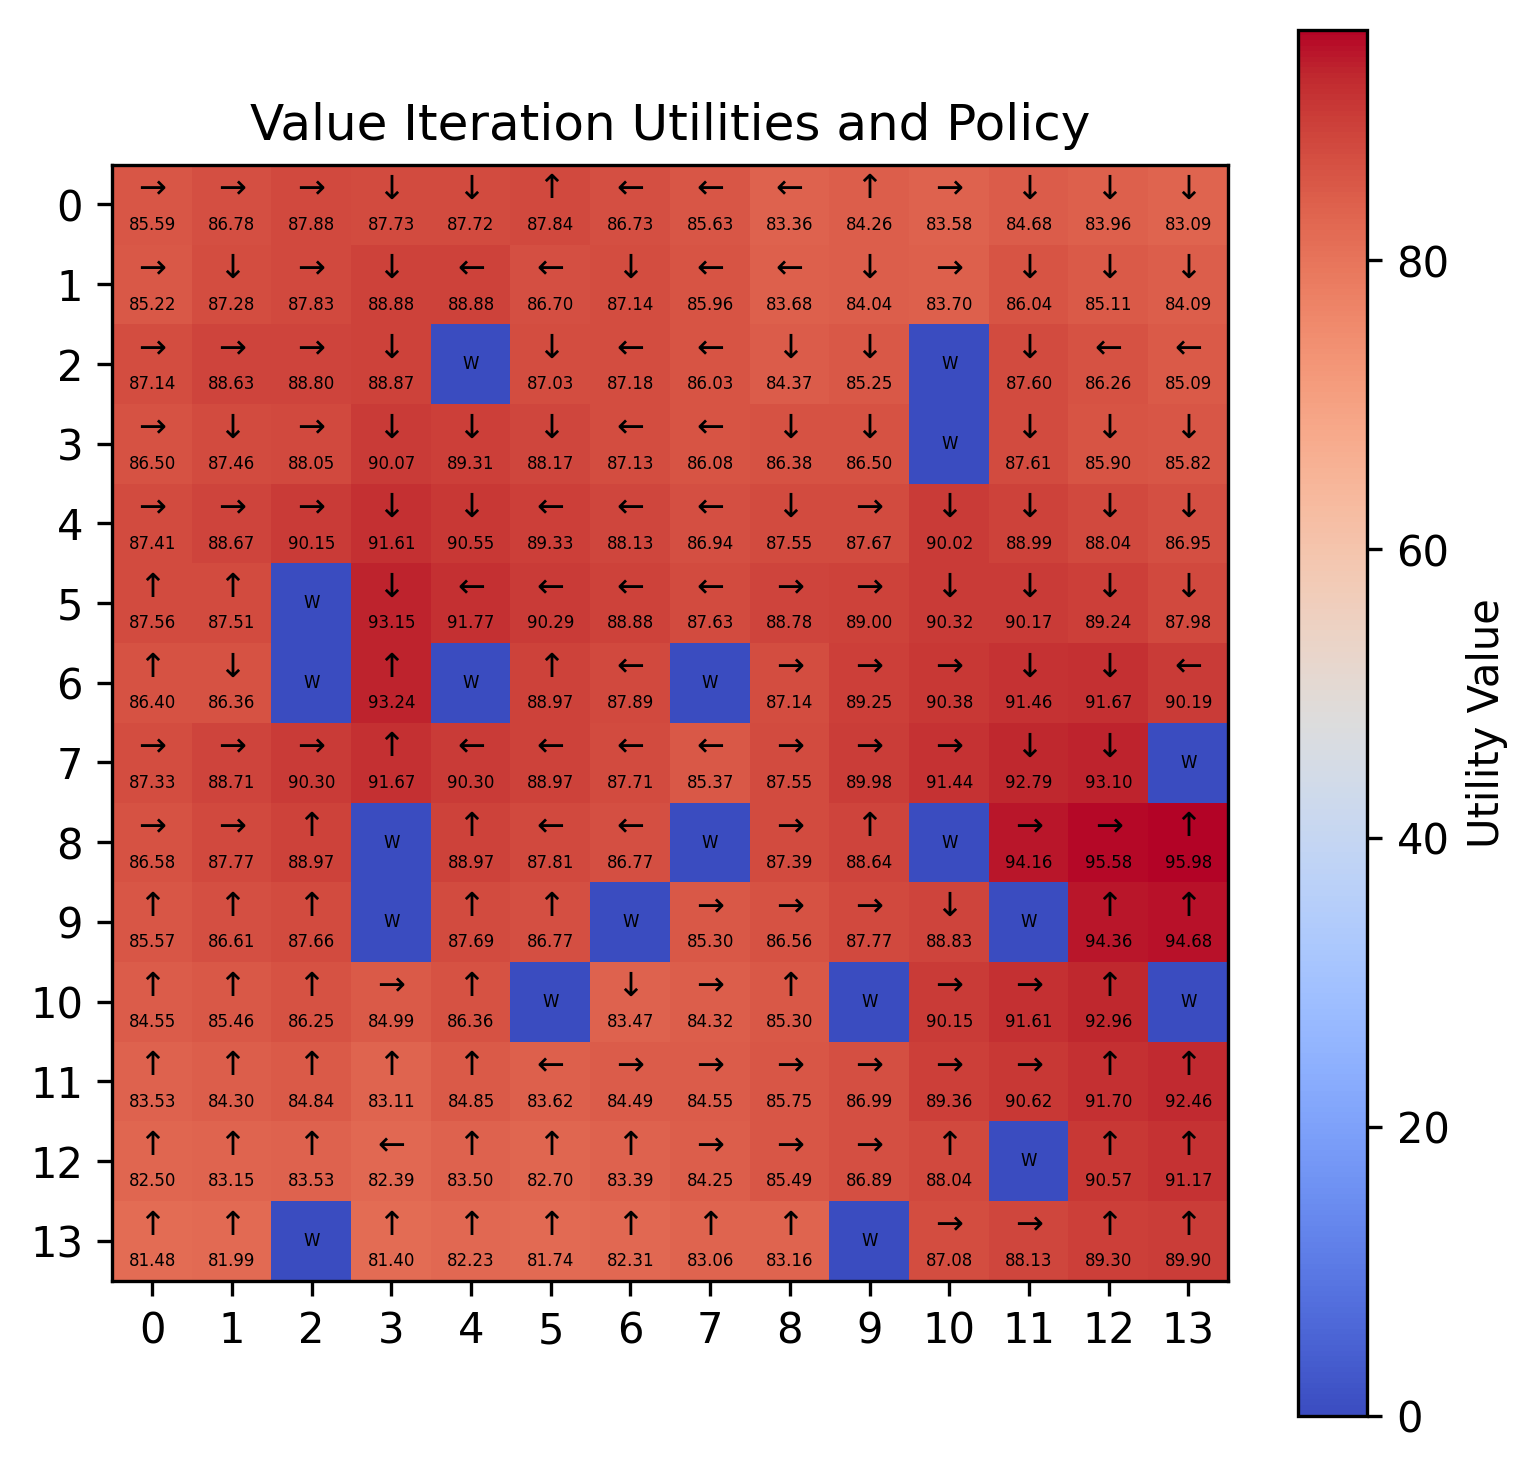 Value Iteration Utilities and Policy
0 → → → ↓ ↓ ↑ ← ← ← ↑ → ↓ ↓ ↓
85.59 86.78 87.88 87.73 87.72 87.84 86.73 85.63 83.36 84.26 83.58 84.68 83.96 83.09
1 → ↓ → ↓ ← ← ↓ ← ← ↓ → ↓ ↓ ↓
85.22 87.28 87.83 88.88 88.88 86.70 87.14 85.96 83.68 84.04 83.70 86.04 85.11 84.09
2 → → → ↓ W ↓ ← ← ↓ ↓ W ↓ ← ←
87.14 88.63 88.80 88.87 87.03 87.18 86.03 84.37 85.25 87.60 86.26 85.09
3 → ↓ → ↓ ↓ ↓ ← ← ↓ ↓ W ↓ ↓ ↓
86.50 87.46 88.05 90.07 89.31 88.17 87.13 86.08 86.38 86.50 87.61 85.90 85.82
4 → → → ↓ ↓ ← ← ← ↓ → ↓ ↓ ↓ ↓
87.41 88.67 90.15 91.61 90.55 89.33 88.13 86.94 87.55 87.67 90.02 88.99 88.04 86.95
5 ↑ ↑ W ↓ ← ← ← ← → → ↓ ↓ ↓ ↓
87.56 87.51 93.15 91.77 90.29 88.88 87.63 88.78 89.00 90.32 90.17 89.24 87.98
6 ↑ ↓ W ↑ W ↑ ← W → → → ↓ ↓ ←
86.40 86.36 93.24 88.97 87.89 87.14 89.25 90.38 91.46 91.67 90.19
7 → → → ↑ ← ← ← ← → → → ↓ ↓ W
87.33 88.71 90.30 91.67 90.30 88.97 87.71 85.37 87.55 89.98 91.44 92.79 93.10
8 → → ↑ W ↑ ← ← W → ↑ W → → ↑
86.58 87.77 88.97 88.97 87.81 86.77 87.39 88.64 94.16 95.58 95.98
9 ↑ ↑ ↑ W ↑ ↑ W → → → ↓ W ↑ ↑
85.57 86.61 87.66 87.69 86.77 85.30 86.56 87.77 88.83 94.36 94.68
10 ↑ ↑ ↑ → ↑ W ↓ → ↑ W → → ↑ W
84.55 85.46 86.25 84.99 86.36 83.47 84.32 85.30 90.15 91.61 92.96
11 ↑ ↑ ↑ ↑ ↑ ← → → → → → → ↑ ↑
83.53 84.30 84.84 83.11 84.85 83.62 84.49 84.55 85.75 86.99 89.36 90.62 91.70 92.46
12 ↑ ↑ ↑ ← ↑ ↑ ↑ → → → ↑ W ↑ ↑
82.50 83.15 83.53 82.39 83.50 82.70 83.39 84.25 85.49 86.89 88.04 90.57 91.17
13 ↑ ↑ W ↑ ↑ ↑ ↑ ↑ ↑ W → → ↑ ↑
81.48 81.99 81.40 82.23 81.74 82.31 83.06 83.16 87.08 88.13 89.30 89.90
0 1 2 3 4 5 6 7 8 9 10 11 12 13
80
60
40
20
0
Utility Value